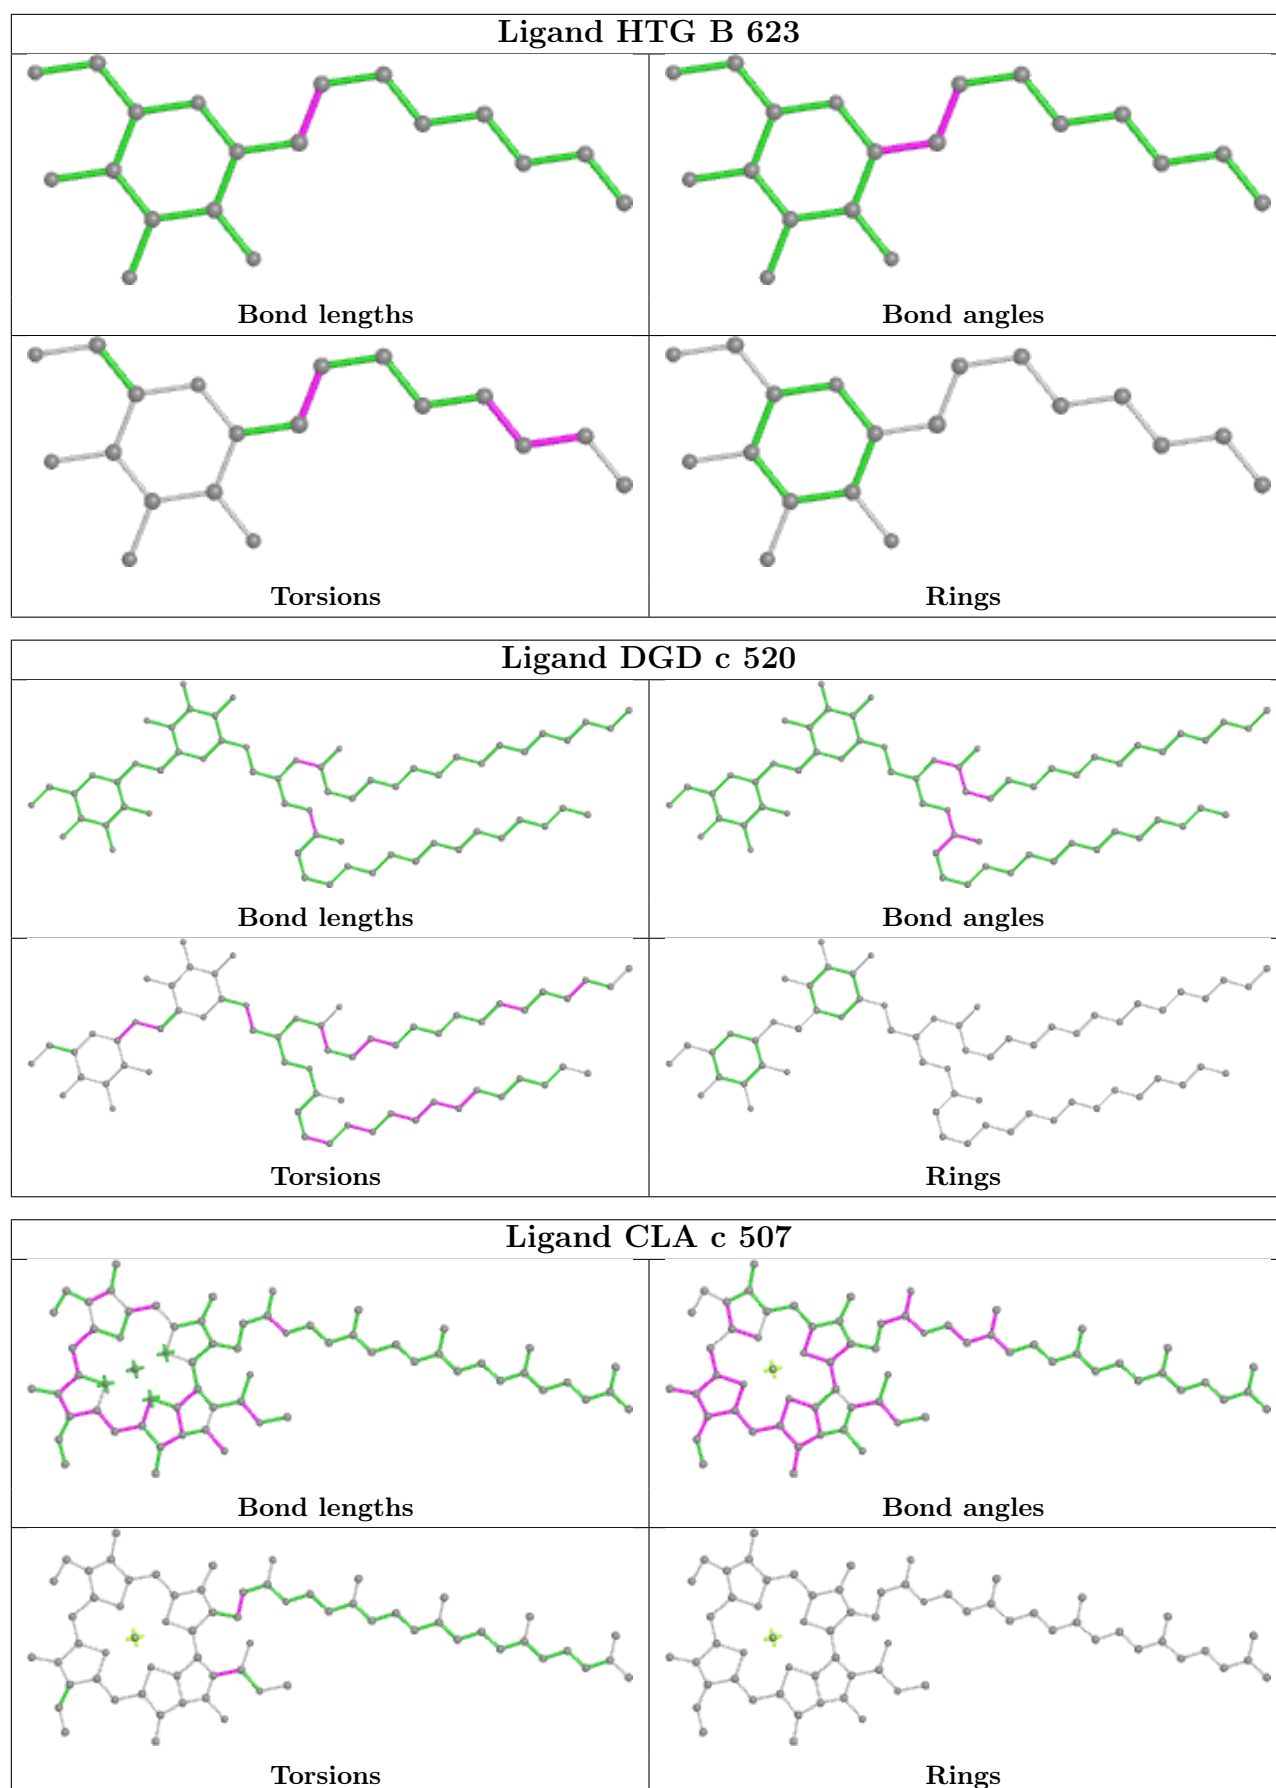 Ligand HTG B 623
Bond lengths
Bond angles
Torsions
Rings
Ligand DGD c 520
Bond lengths
Bond angles
Torsions
Rings
Ligand CLA c 507
Bond lengths
Bond angles
Torsions
Rings